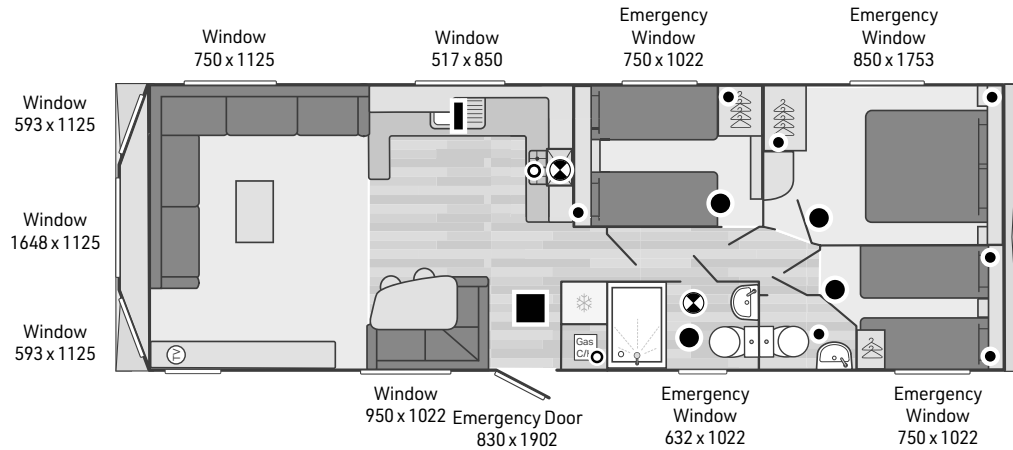 Window
750 x 1125
Window
517 x 850
Emergency
Window
750 x 1022
Emergency
Window
850 x 1753
Window
593 x 1125
Window
1648 x 1125
Window
593 x 1125
TV
Gas
C/H
Window
950 x 1022
Emergency Door
830 x 1902
Emergency
Window
632 x 1022
Emergency
Window
750 x 1022